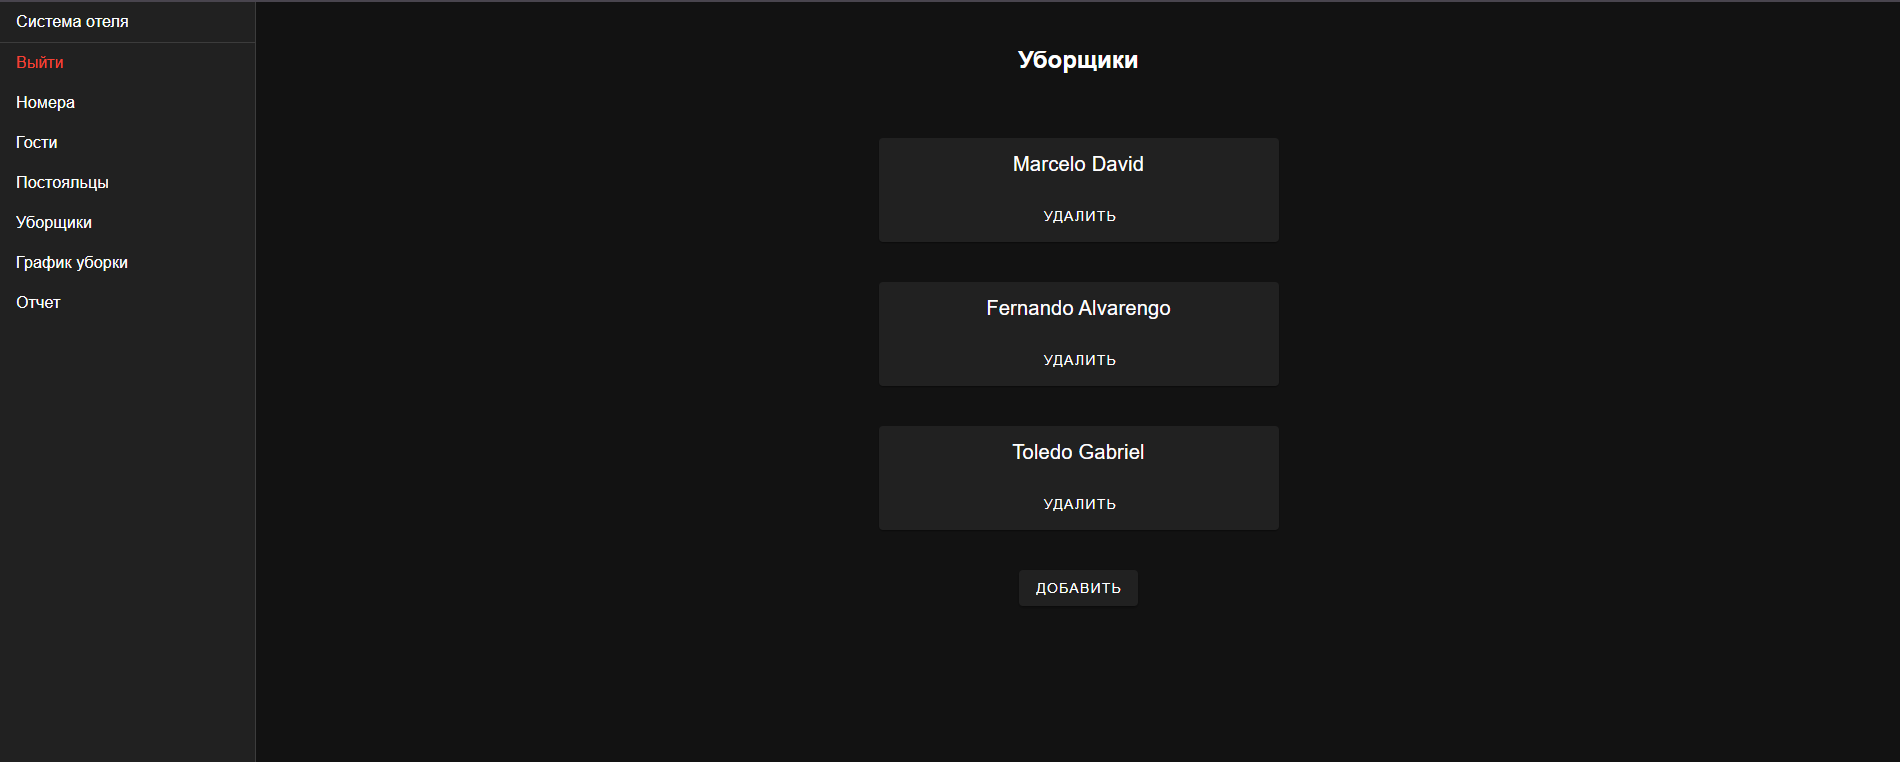 Система отеля
Выйти
Номера
Гости
Постояльцы
Уборщики
График уборки
Отчет
Уборщики
Marcelo David
УДАЛИТЬ
Fernando Alvarengo
УДАЛИТЬ
Toledo Gabriel
УДАЛИТЬ
ДОБАВИТЬ